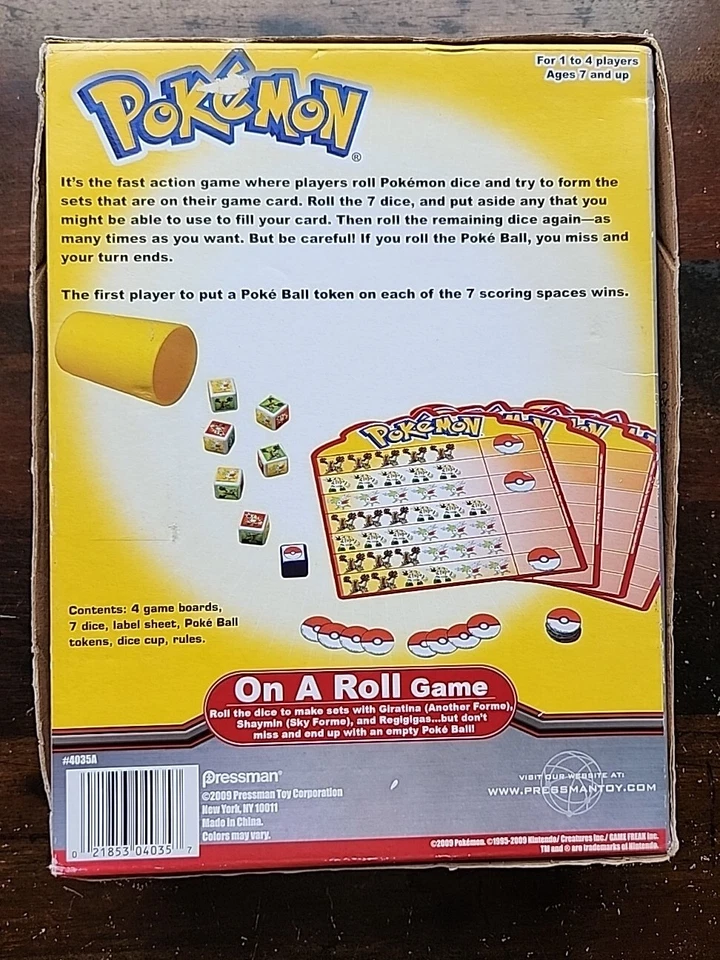 For 1 to 4 players
Ages 7 and up
POKéMON®
It's the fast action game where players roll Pokémon dice and try to form the
sets that are on their game card. Roll the 7 dice, and put aside any that you
might be able to use to fill your card. Then roll the remaining dice again—as
many times as you want. But be careful! If you roll the Poké Ball, you miss and
your turn ends.
The first player to put a Poké Ball token on each of the 7 scoring spaces wins.
POKéMON
Contents: 4 game boards,
7 dice, label sheet, Poké Ball
tokens, dice cup, rules.
On A Roll Game
Roll the dice to make sets with Giratina (Another Forme),
Shaymin (Sky Forme), and Regigigas...but don't
miss and end up with an empty Poké Ball!
#4035A
Pressman®
©2009 Pressman Toy Corporation
New York, NY 10011
Made in China.
Colors may vary.
0 21853 04035 7
VISIT OUR WEBSITE AT:
WWW.PRESSMANTOY.COM
©2009 Pokémon. ©1995-2009 Nintendo/ Creatures Inc./ GAME FREAK inc.
TM and ® are trademarks of Nintendo.